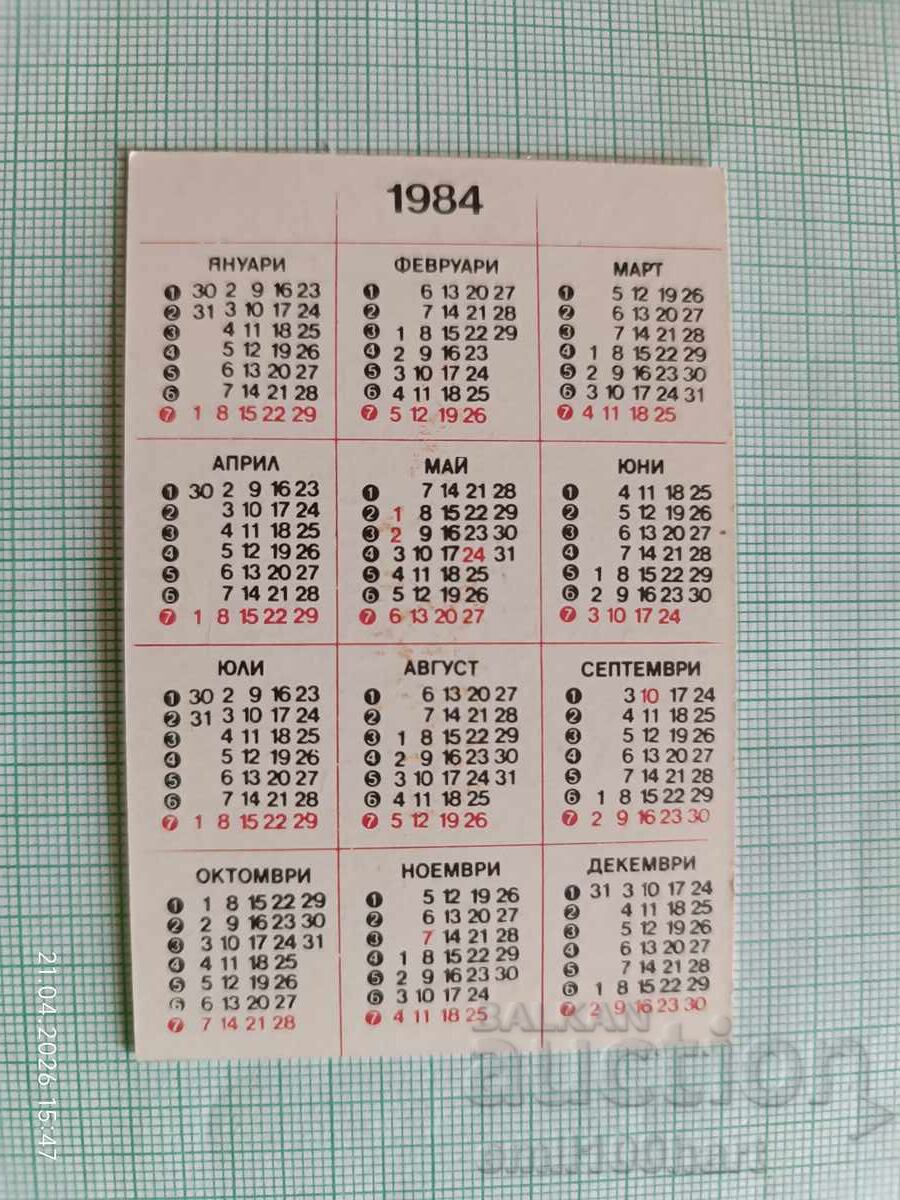 1984
ЯНУАРИ
1 30 2 9 16 23
2 31 3 10 17 24
3 4 11 18 25
4 5 12 19 26
5 6 13 20 27
6 7 14 21 28
7 1 8 15 22 29
ФЕВРУАРИ
1 6 13 20 27
2 7 14 21 28
3 1 8 15 22 29
4 2 9 16 23
5 3 10 17 24
6 4 11 18 25
7 5 12 19 26
МАРТ
1 5 12 19 26
2 6 13 20 27
3 7 14 21 28
4 1 8 15 22 29
5 2 9 16 23 30
6 3 10 17 24 31
7 4 11 18 25
АПРИЛ
1 30 2 9 16 23
2 3 10 17 24
3 4 11 18 25
4 5 12 19 26
5 6 13 20 27
6 7 14 21 28
7 1 8 15 22 29
МАЙ
1 7 14 21 28
2 1 8 15 22 29
3 2 9 16 23 30
4 3 10 17 24 31
5 4 11 18 25
6 5 12 19 26
7 6 13 20 27
ЮНИ
1 4 11 18 25
2 5 12 19 26
3 6 13 20 27
4 7 14 21 28
5 1 8 15 22 29
6 2 9 16 23 30
7 3 10 17 24
ЮЛИ
1 30 2 9 16 23
2 31 3 10 17 24
3 4 11 18 25
4 5 12 19 26
5 6 13 20 27
6 7 14 21 28
7 1 8 15 22 29
АВГУСТ
1 6 13 20 27
2 7 14 21 28
3 1 8 15 22 29
4 2 9 16 23 30
5 3 10 17 24 31
6 4 11 18 25
7 5 12 19 26
СЕПТЕМВРИ
1 3 10 17 24
2 4 11 18 25
3 5 12 19 26
4 6 13 20 27
5 7 14 21 28
6 1 8 15 22 29
7 2 9 16 23 30
ОКТОМВРИ
1 1 8 15 22 29
2 2 9 16 23 30
3 3 10 17 24 31
4 4 11 18 25
5 5 12 19 26
6 6 13 20 27
7 7 14 21 28
НОЕМВРИ
1 5 12 19 26
2 6 13 20 27
3 7 14 21 28
4 1 8 15 22 29
5 2 9 16 23 30
6 3 10 17 24
7 4 11 18 25
ДЕКЕМВРИ
1 31 3 10 17 24
2 4 11 18 25
3 5 12 19 26
4 6 13 20 27
5 7 14 21 28
6 1 8 15 22 29
7 2 9 16 23 30
21.04.2026 15:47
BALKAN
auction